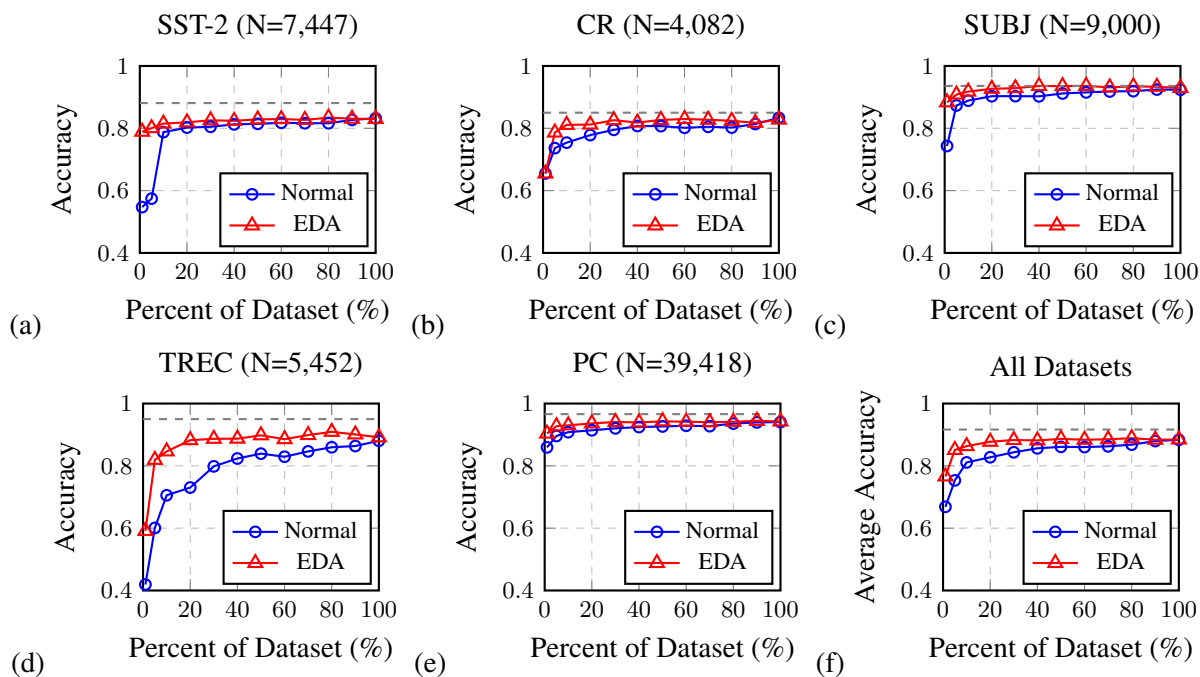 SST-2 (N=7,447)
1
0.8
0.6
0.4
Accuracy
Normal
EDA
0 20 40 60 80 100
Percent of Dataset (%)
(a)
CR (N=4,082)
1
0.8
0.6
0.4
Accuracy
Normal
EDA
0 20 40 60 80 100
Percent of Dataset (%)
(b)
SUBJ (N=9,000)
1
0.8
0.6
0.4
Accuracy
Normal
EDA
0 20 40 60 80 100
Percent of Dataset (%)
(c)
TREC (N=5,452)
1
0.8
0.6
0.4
Accuracy
Normal
EDA
0 20 40 60 80 100
Percent of Dataset (%)
(d)
PC (N=39,418)
1
0.8
0.6
0.4
Accuracy
Normal
EDA
0 20 40 60 80 100
Percent of Dataset (%)
(e)
All Datasets
1
0.8
0.6
0.4
Average Accuracy
Normal
EDA
0 20 40 60 80 100
Percent of Dataset (%)
(f)